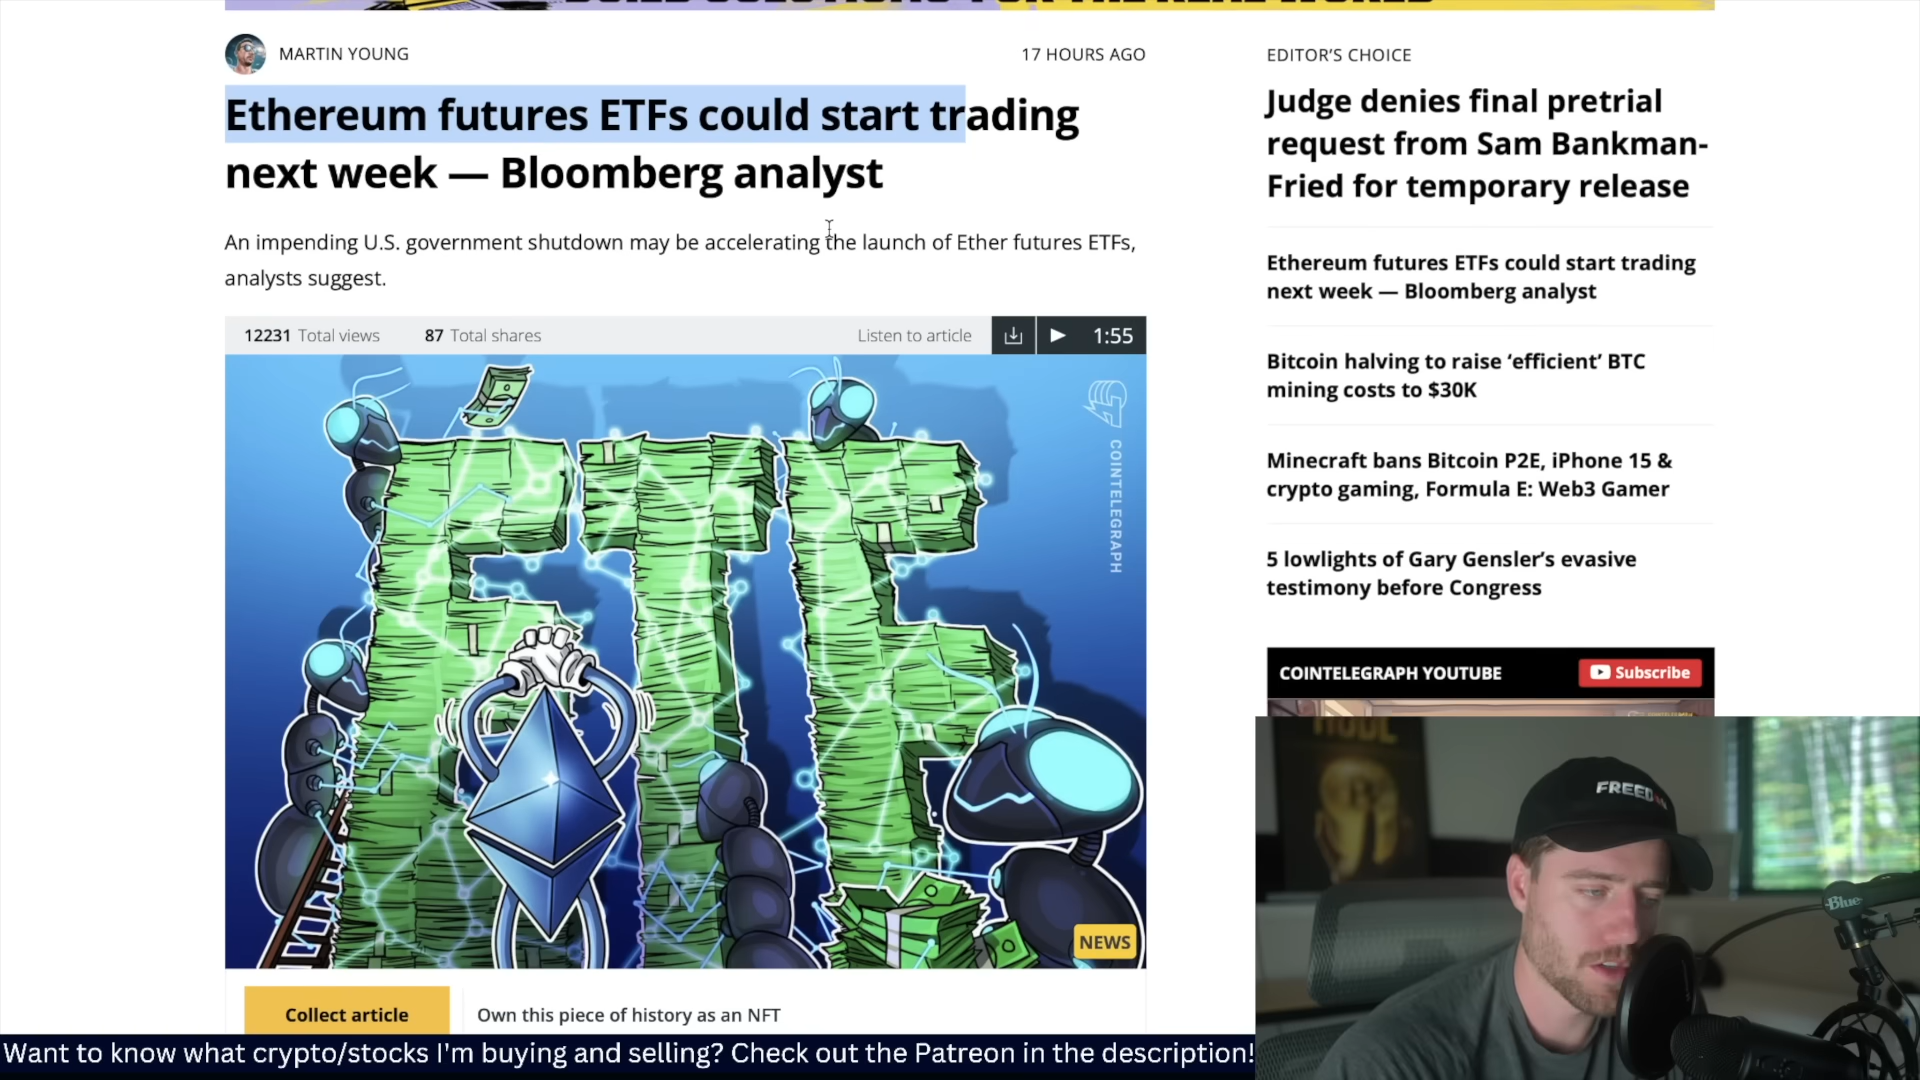 MARTIN YOUNG
17 HOURS AGO
Ethereum futures ETFs could start trading
next week — Bloomberg analyst
An impending U.S. government shutdown may be accelerating the launch of Ether futures ETFs,
analysts suggest.
12231 Total views
87 Total shares
Listen to article
1:55
COINTELEGRAPH
ETF
NEWS
Collect article
Own this piece of history as an NFT
EDITOR’S CHOICE
Judge denies final pretrial
request from Sam Bankman-
Fried for temporary release
Ethereum futures ETFs could start trading
next week — Bloomberg analyst
Bitcoin halving to raise ‘efficient’ BTC
mining costs to $30K
Minecraft bans Bitcoin P2E, iPhone 15 &
crypto gaming, Formula E: Web3 Gamer
5 lowlights of Gary Gensler’s evasive
testimony before Congress
COINTELEGRAPH YOUTUBE
Subscribe
HODL
Blue
Want to know what crypto/stocks I'm buying and selling? Check out the Patreon in the description!